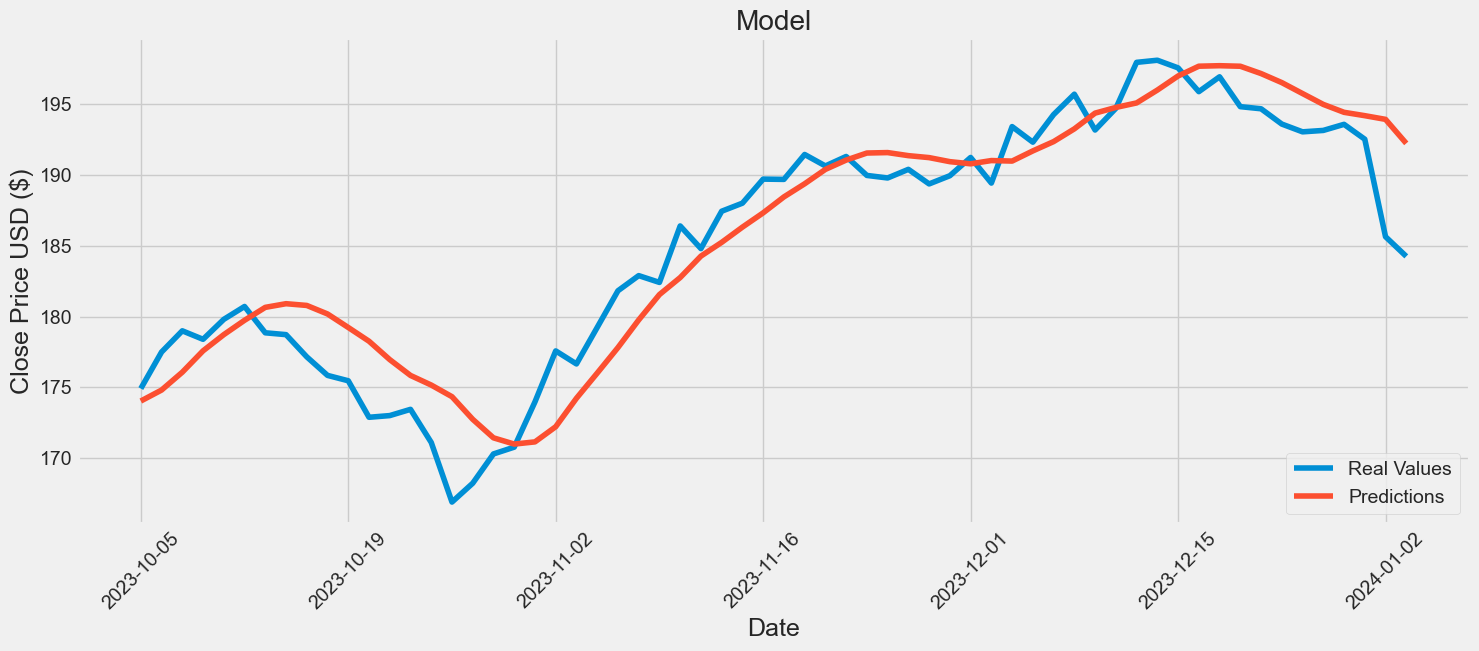 Model
Close Price USD ($)
195
190
185
180
175
170
Real Values
Predictions
2023-10-05
2023-10-19
2023-11-02
2023-11-16
2023-12-01
2023-12-15
2024-01-02
Date